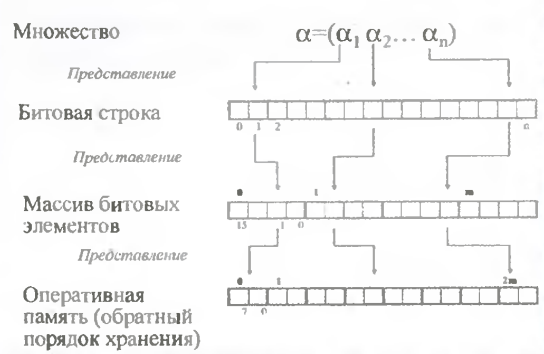 Множество α=(α₁ α₂... αₙ)
Представление
Битовая строка
0 1 2 n
Представление
0 1 m
Массив битовых
элементов
15 1 0
Представление
0 1 2m
Оперативная
7 0
память (обратный
порядок хранения)